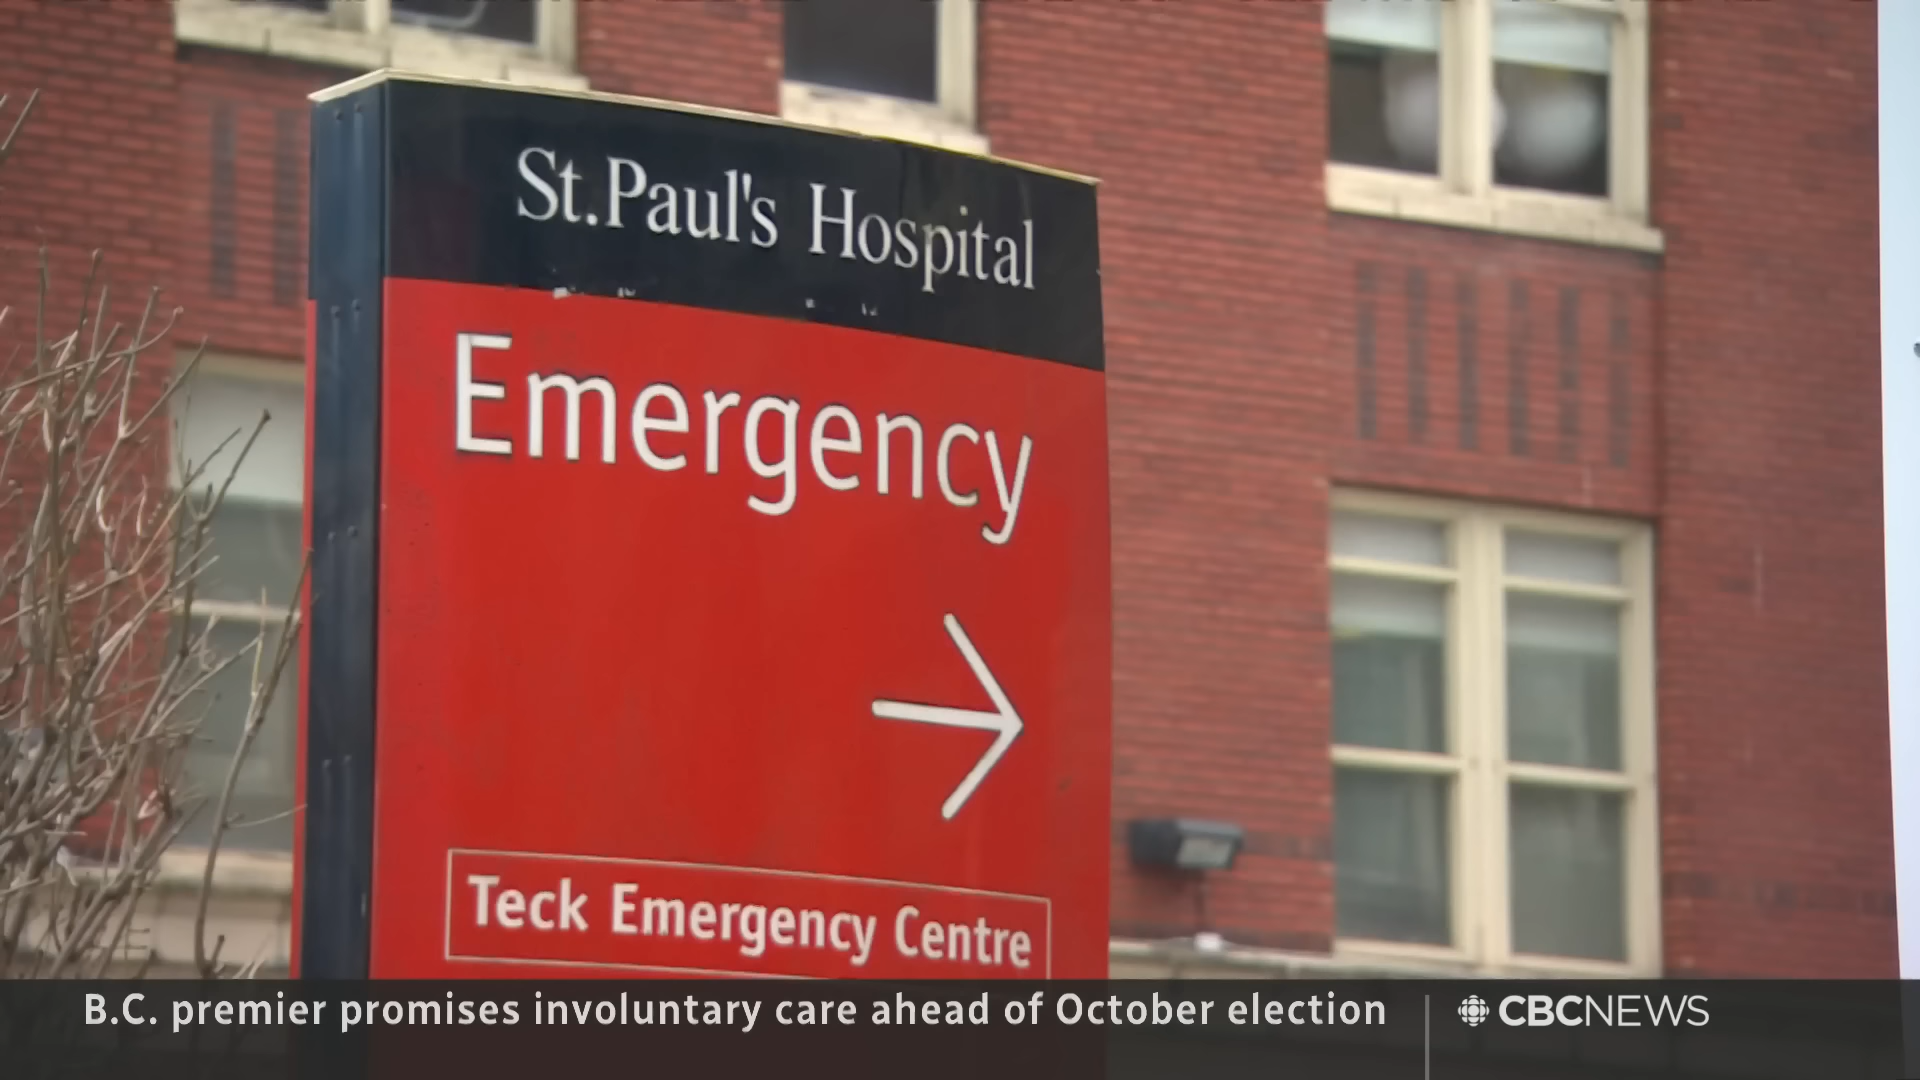 St. Paul's Hospital
Emergency
Teck Emergency Centre
B.C. premier promises involuntary care ahead of October election
CBCNEWS